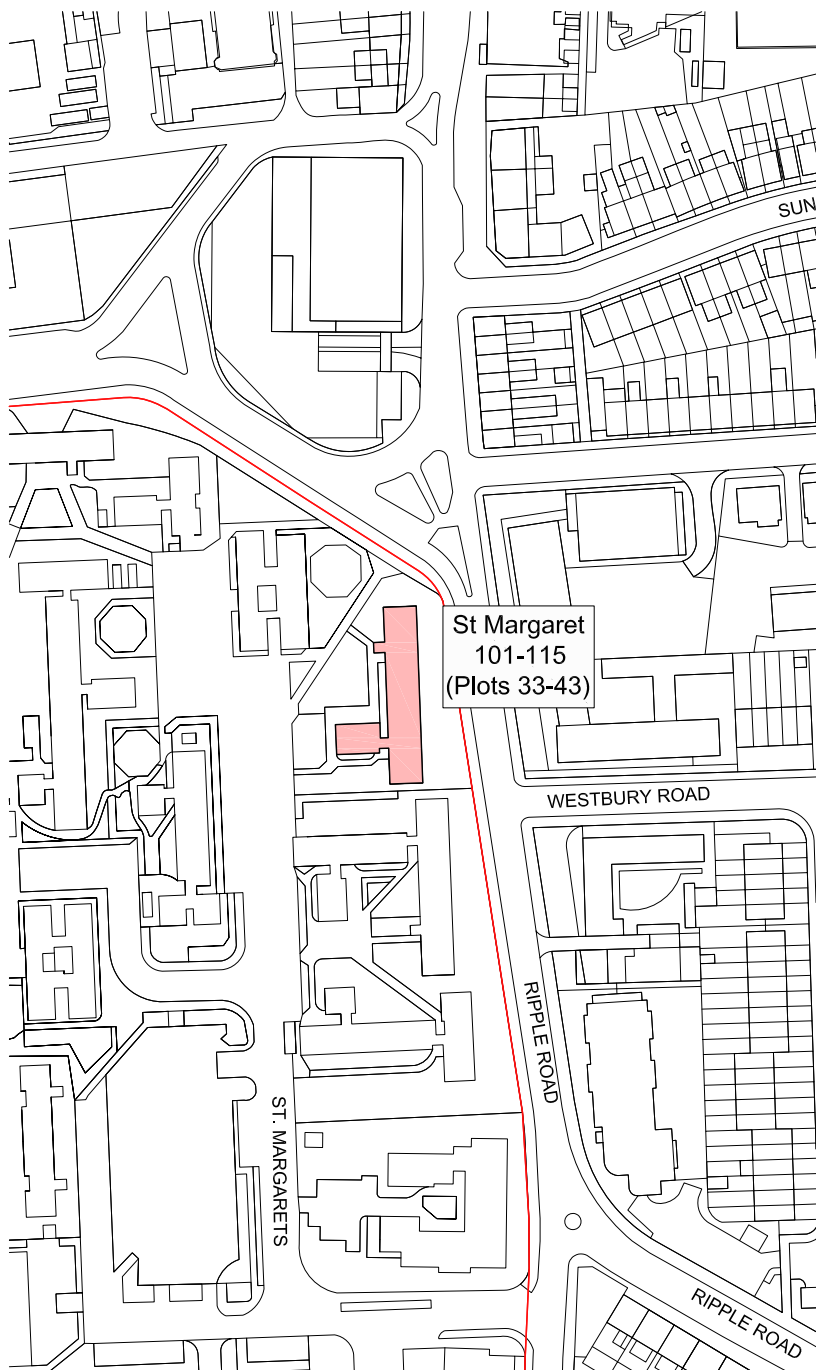 SUN
St Margaret
101-115
(Plots 33-43)
WESTBURY ROAD
RIPPLE ROAD
ST. MARGARETS
RIPPLE ROAD